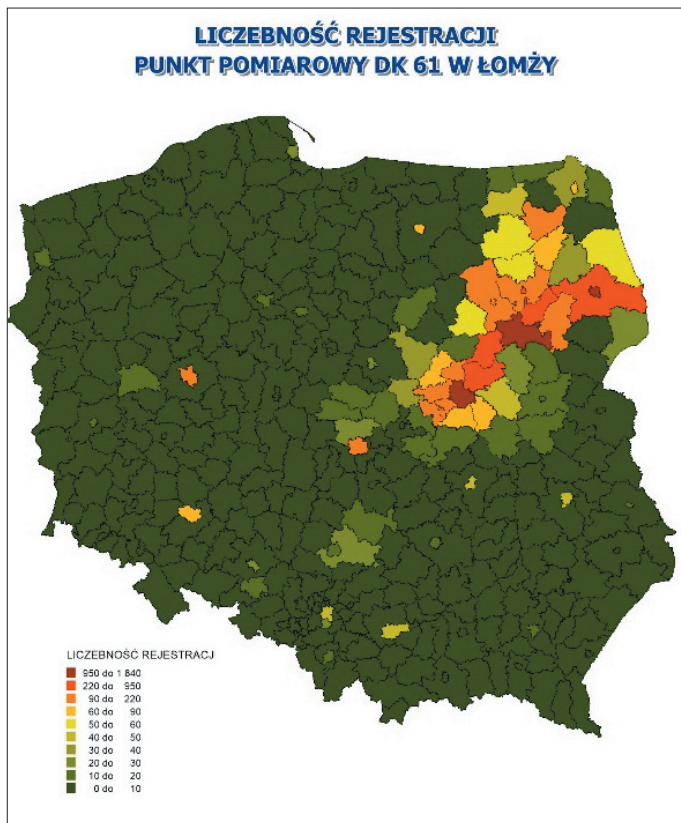 LICZEBNOŚĆ REJESTRACJI
PUNKT POMIAROWY DK 61 W ŁOMŻY
LICZEBNOŚĆ REJESTRACJ
950 do 1 840
220 do 950
90 do 220
60 do 90
50 do 60
40 do 50
30 do 40
20 do 30
10 do 20
0 do 10